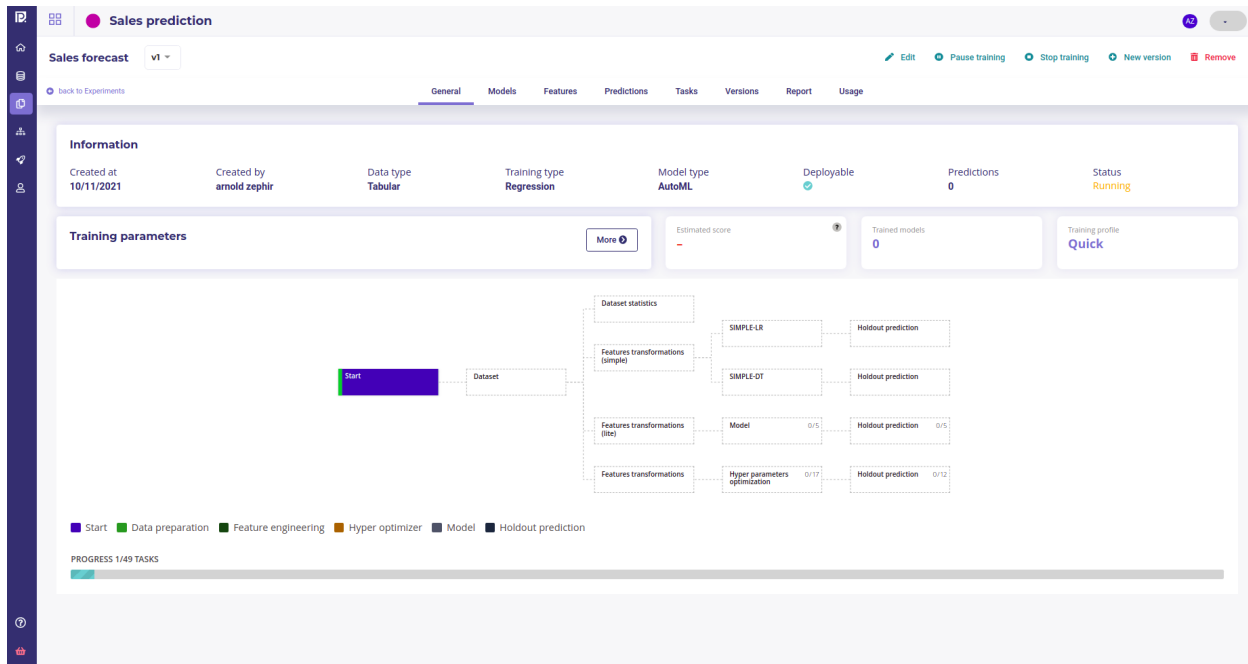 Sales prediction
AZ
Sales forecast v1
Edit Pause training Stop training New version Remove
back to Experiments
General Models Features Predictions Tasks Versions Report Usage
Information
Created at Created by Data type Training type Model type Deployable Predictions Status
10/11/2021 arnold zephir Tabular Regression AutoML 0 Running
Training parameters
More
Estimated score ?
–
Trained models
0
Training profile
Quick
Dataset statistics
SIMPLE-LR Holdout prediction
Features transformations
(simple)
Start Dataset SIMPLE-DT Holdout prediction
Features transformations
(lite)
Model 0/5 Holdout prediction 0/5
Features transformations
Hyper parameters
optimization
0/17 Holdout prediction 0/12
Start Data preparation Feature engineering Hyper optimizer Model Holdout prediction
PROGRESS 1/49 TASKS